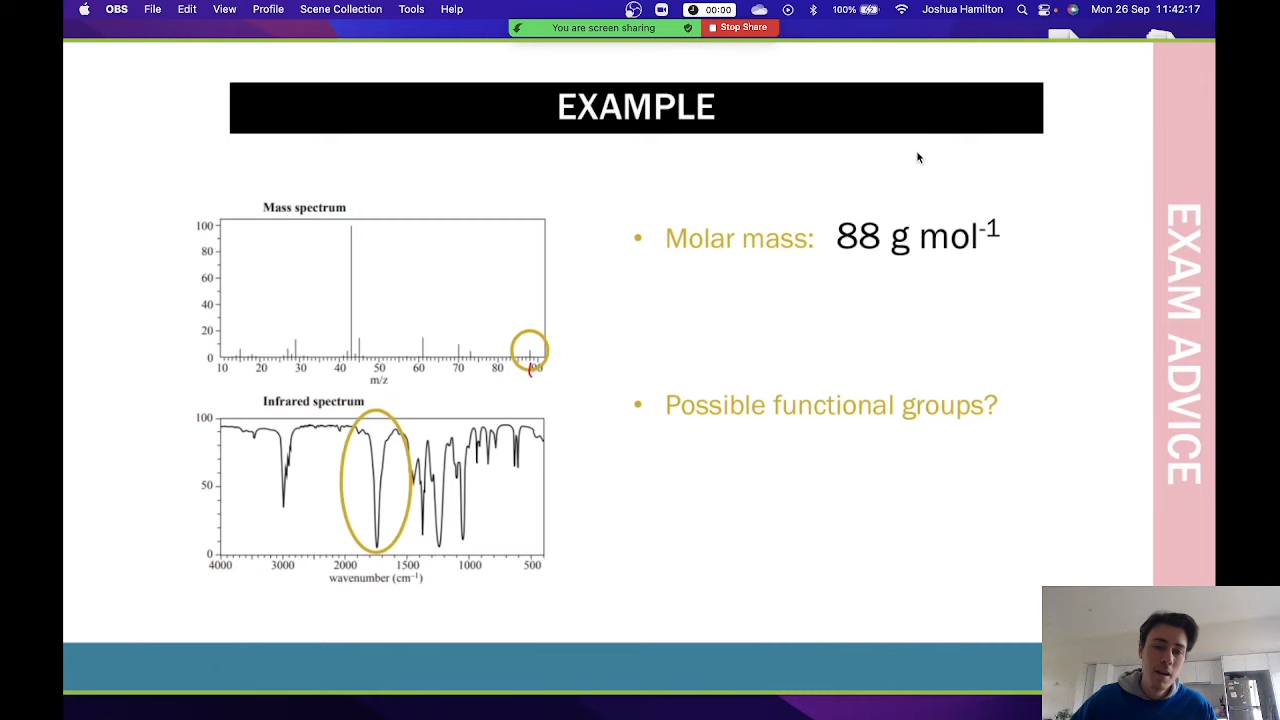 OBS File Edit View Profile Scene Collection Tools Help 0:00 100% Joshua Hamilton Mon 26 Sep 11:42:17
You are screen sharing Stop Share
EXAMPLE
Mass spectrum
100
80
60
40
20
0
10 20 30 40 50 60 70 80 90
m/z
Infrared spectrum
100
50
0
4000 3000 2000 1500 1000 500
wavenumber (cm⁻¹)
• Molar mass: 88 g mol⁻¹
• Possible functional groups?
EXAM ADVICE